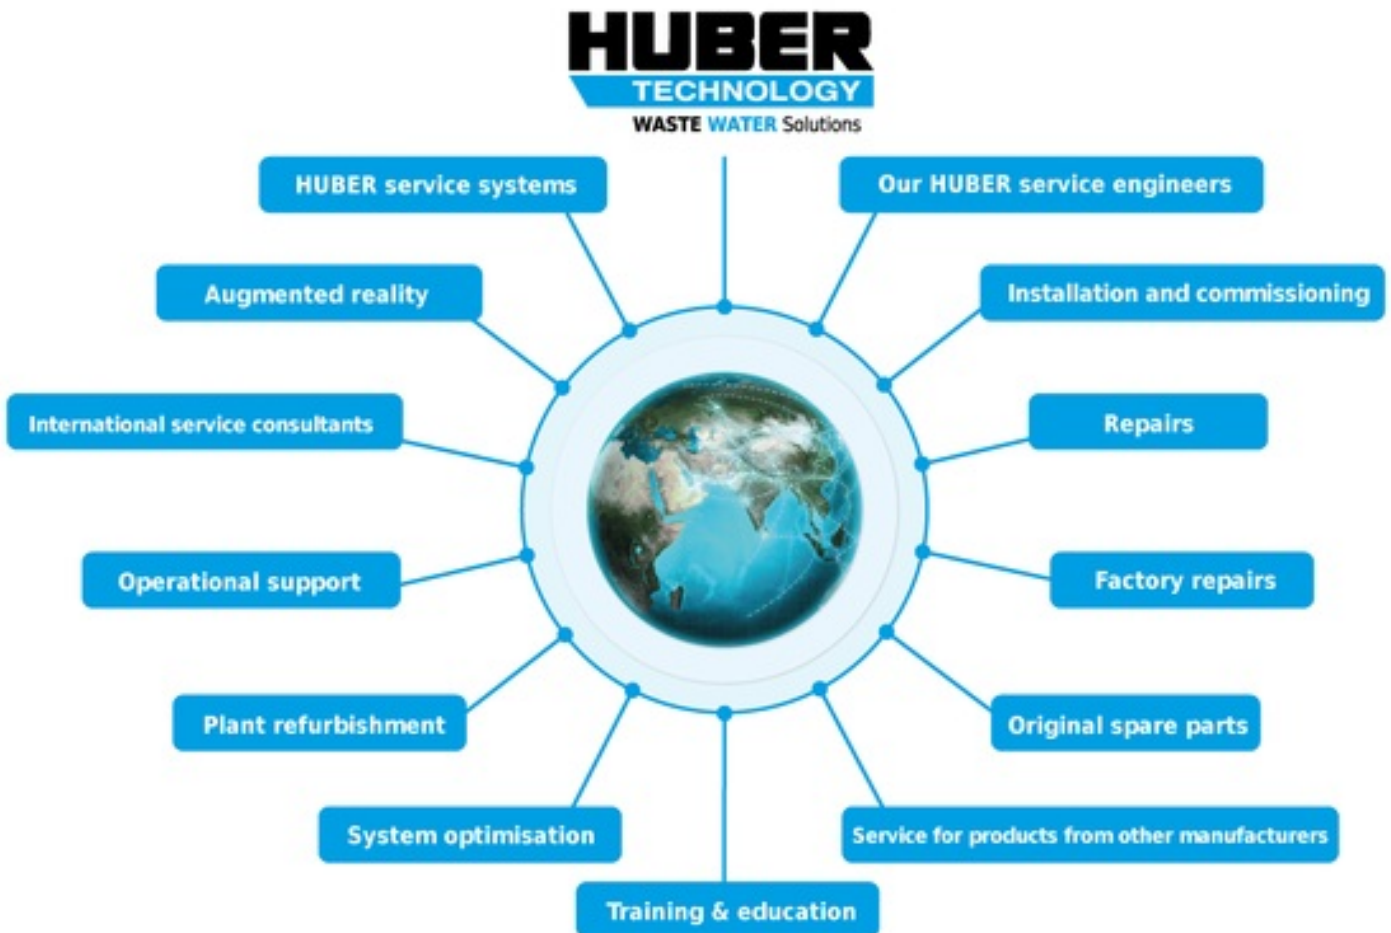 HUBER
TECHNOLOGY
WASTE WATER Solutions
HUBER service systems
Our HUBER service engineers
Augmented reality
Installation and commissioning
International service consultants
Repairs
Operational support
Factory repairs
Plant refurbishment
Original spare parts
System optimisation
Service for products from other manufacturers
Training & education